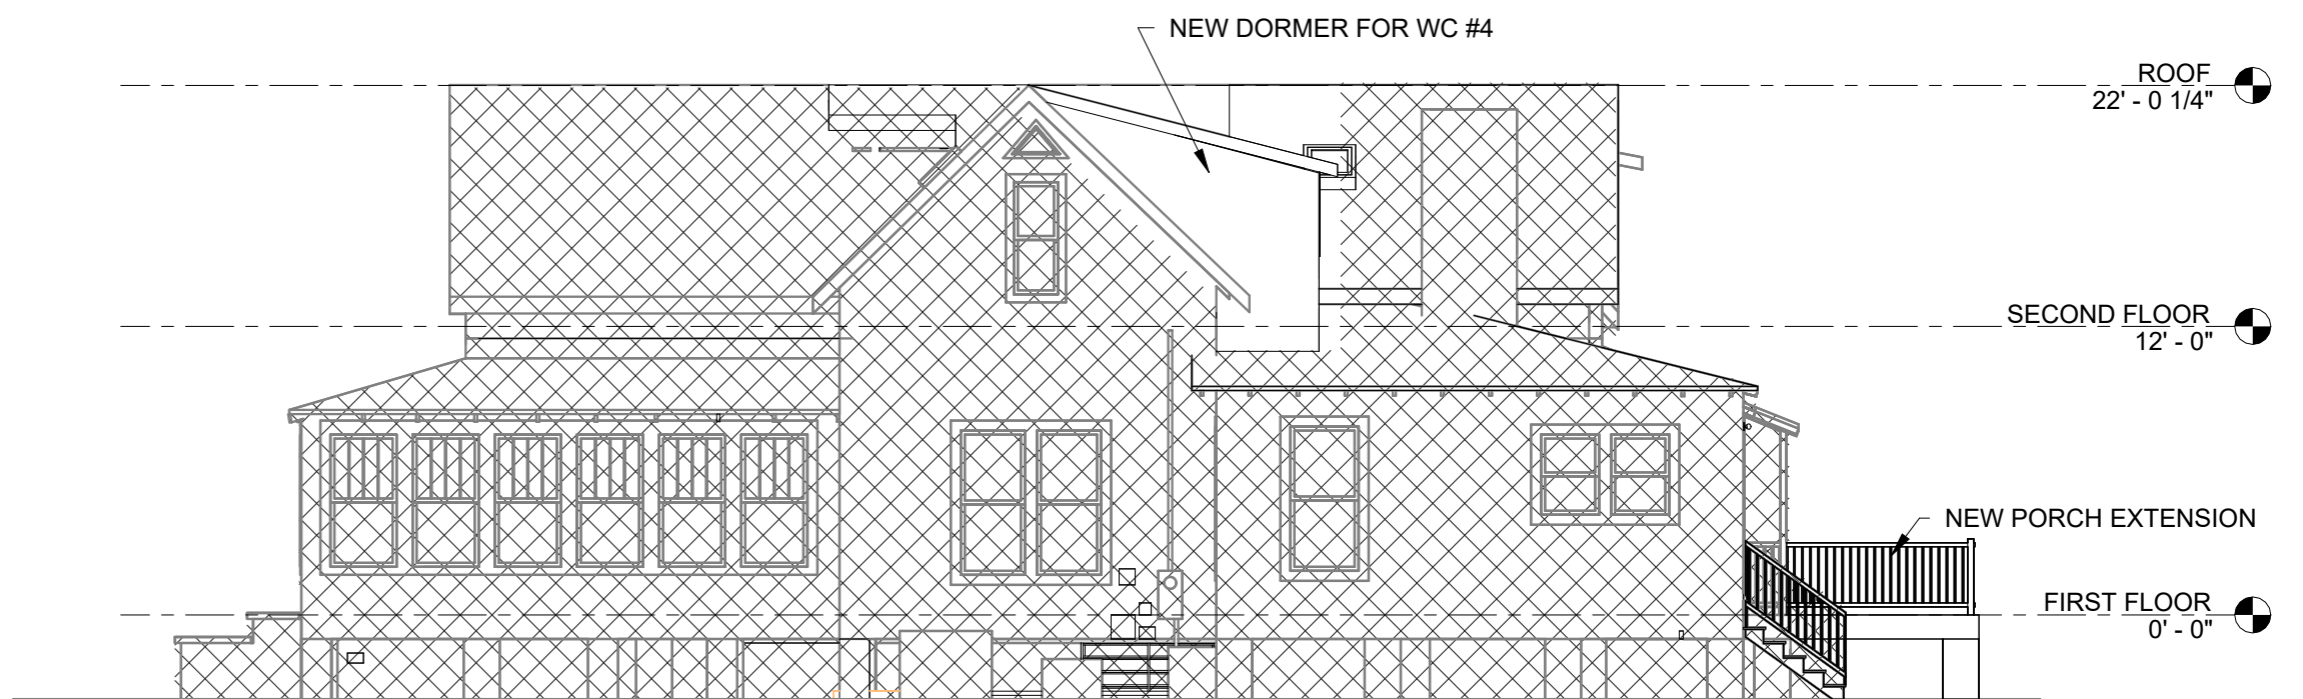 NEW DORMER FOR WC #4
ROOF
22' - 0 1/4"
SECOND FLOOR
12' - 0"
NEW PORCH EXTENSION
FIRST FLOOR
0' - 0"